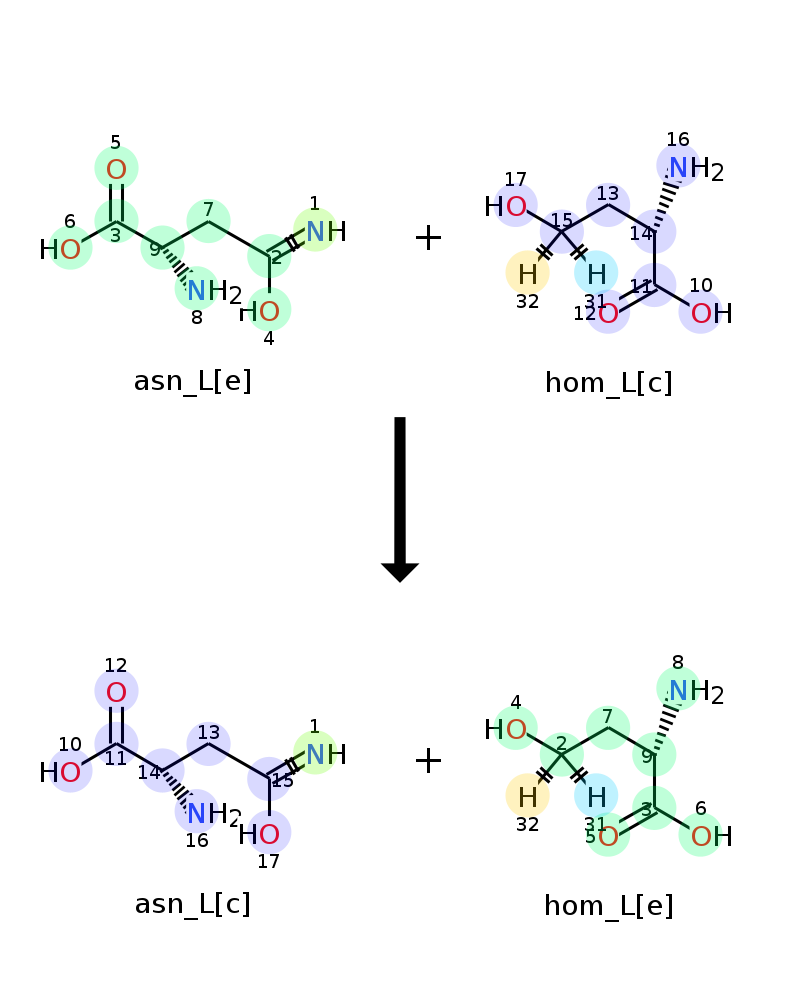 5 1 6 3 9 7 2 8 4
O HO NH2 NH HO
+
16 17 13 15 14 11 10 12 31 32
NH2 HO H H O OH
asn_L[e] hom_L[c]
12 1 10 11 14 13 15 16 17
O HO NH2 NH HO
+
8 4 7 2 9 3 6 5 31 32
NH2 HO H H O OH
asn_L[c] hom_L[e]